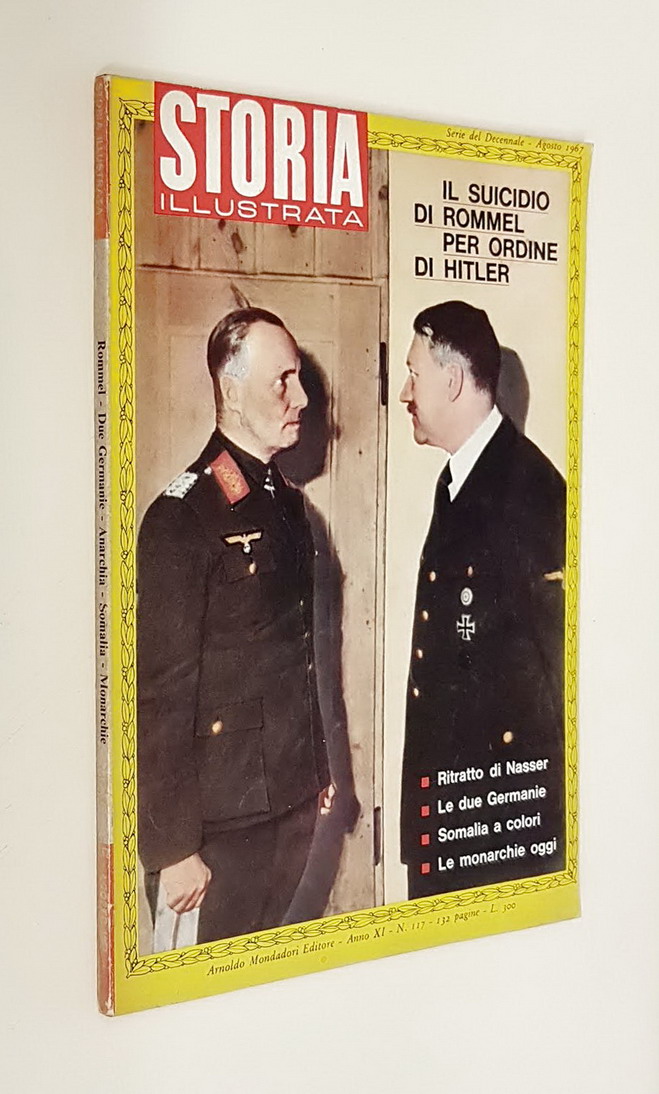 STORIA
ILLUSTRATA
Serie del Decennale - Agosto 1967
IL SUICIDIO
DI ROMMEL
PER ORDINE
DI HITLER
Ritratto di Nasser
Le due Germanie
Somalia a colori
Le monarchie oggi
Arnoldo Mondadori Editore - Anno XI - N. 117 - 132 pagine - L. 300
STORIA ILLUSTRATA
Rommel - Due Germanie - Anarchia - Somalia - Monarchie